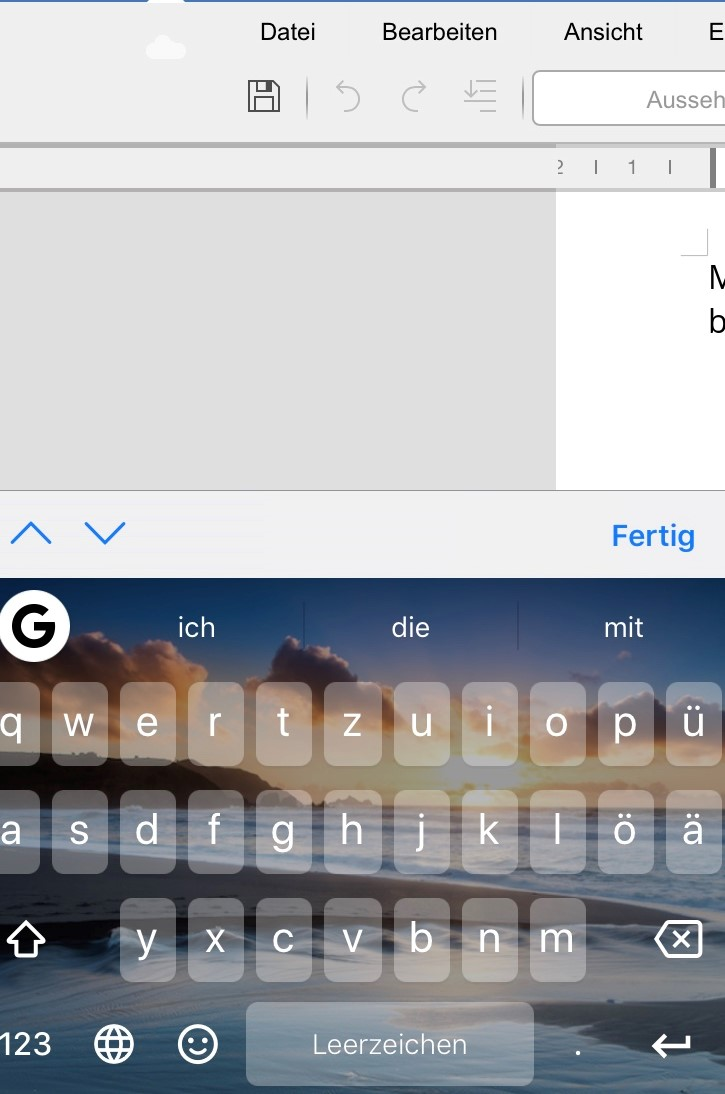 Datei Bearbeiten Ansicht E
Ausseh
2 1
M
b
Fertig
G ich die mit
q w e r t z u i o p ü
a s d f g h j k l ö ä
y x c v b n m
123 Leerzeichen .